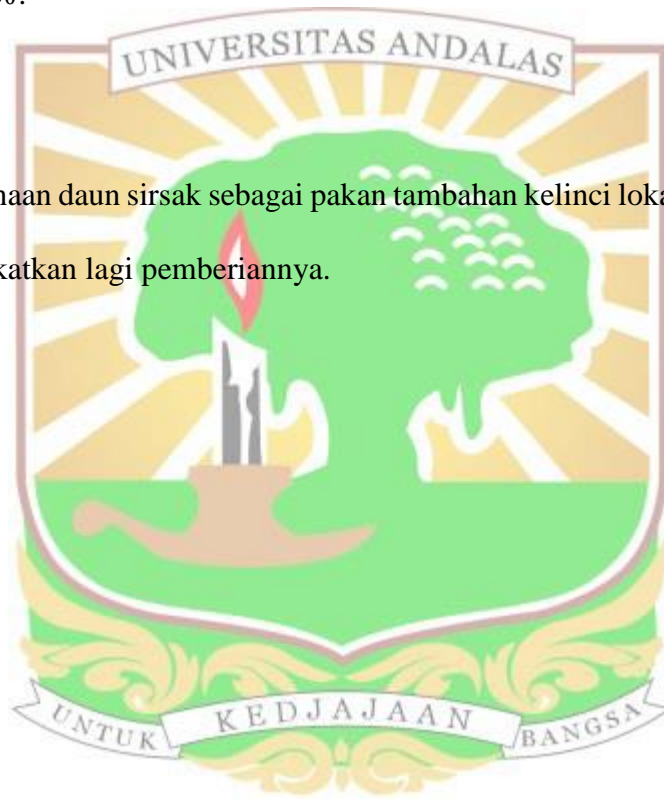 UNIVERSITAS ANDALAS
naan daun sirsak sebagai pakan tambahan kelinci loka
katkan lagi pemberiannya.
UNTUK KEDJAJAAN BANGSA